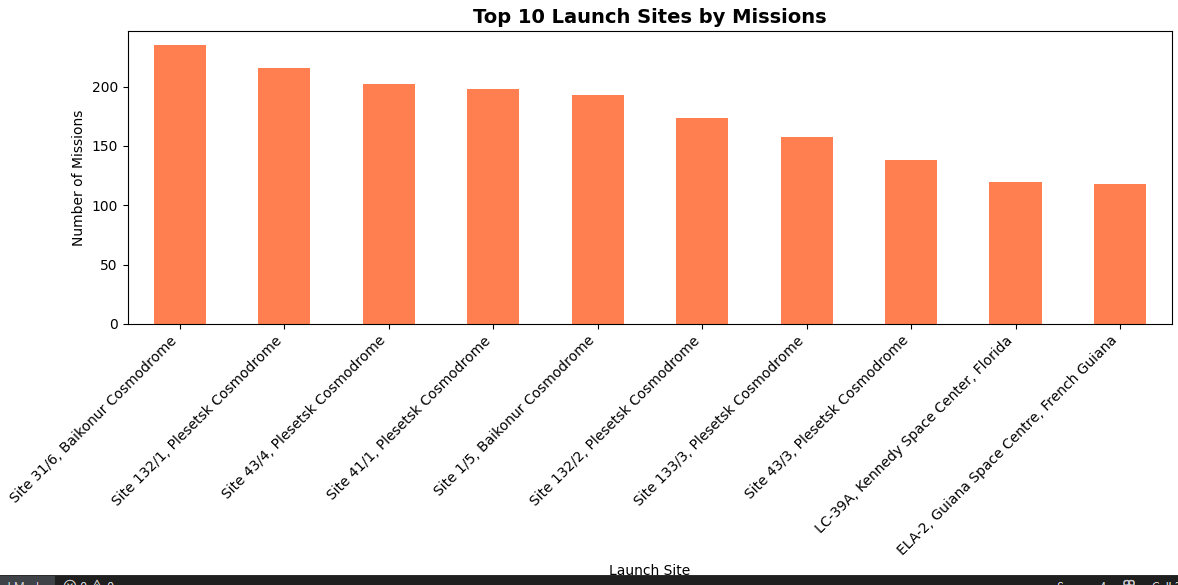 Top 10 Launch Sites by Missions
Number of Missions
200
150
100
50
0
Site 31/6, Baikonur Cosmodrome
Site 132/1, Plesetsk Cosmodrome
Site 43/4, Plesetsk Cosmodrome
Site 41/1, Plesetsk Cosmodrome
Site 1/5, Baikonur Cosmodrome
Site 132/2, Plesetsk Cosmodrome
Site 133/3, Plesetsk Cosmodrome
Site 43/3, Plesetsk Cosmodrome
LC-39A, Kennedy Space Center, Florida
ELA-2, Guiana Space Centre, French Guiana
Launch Site